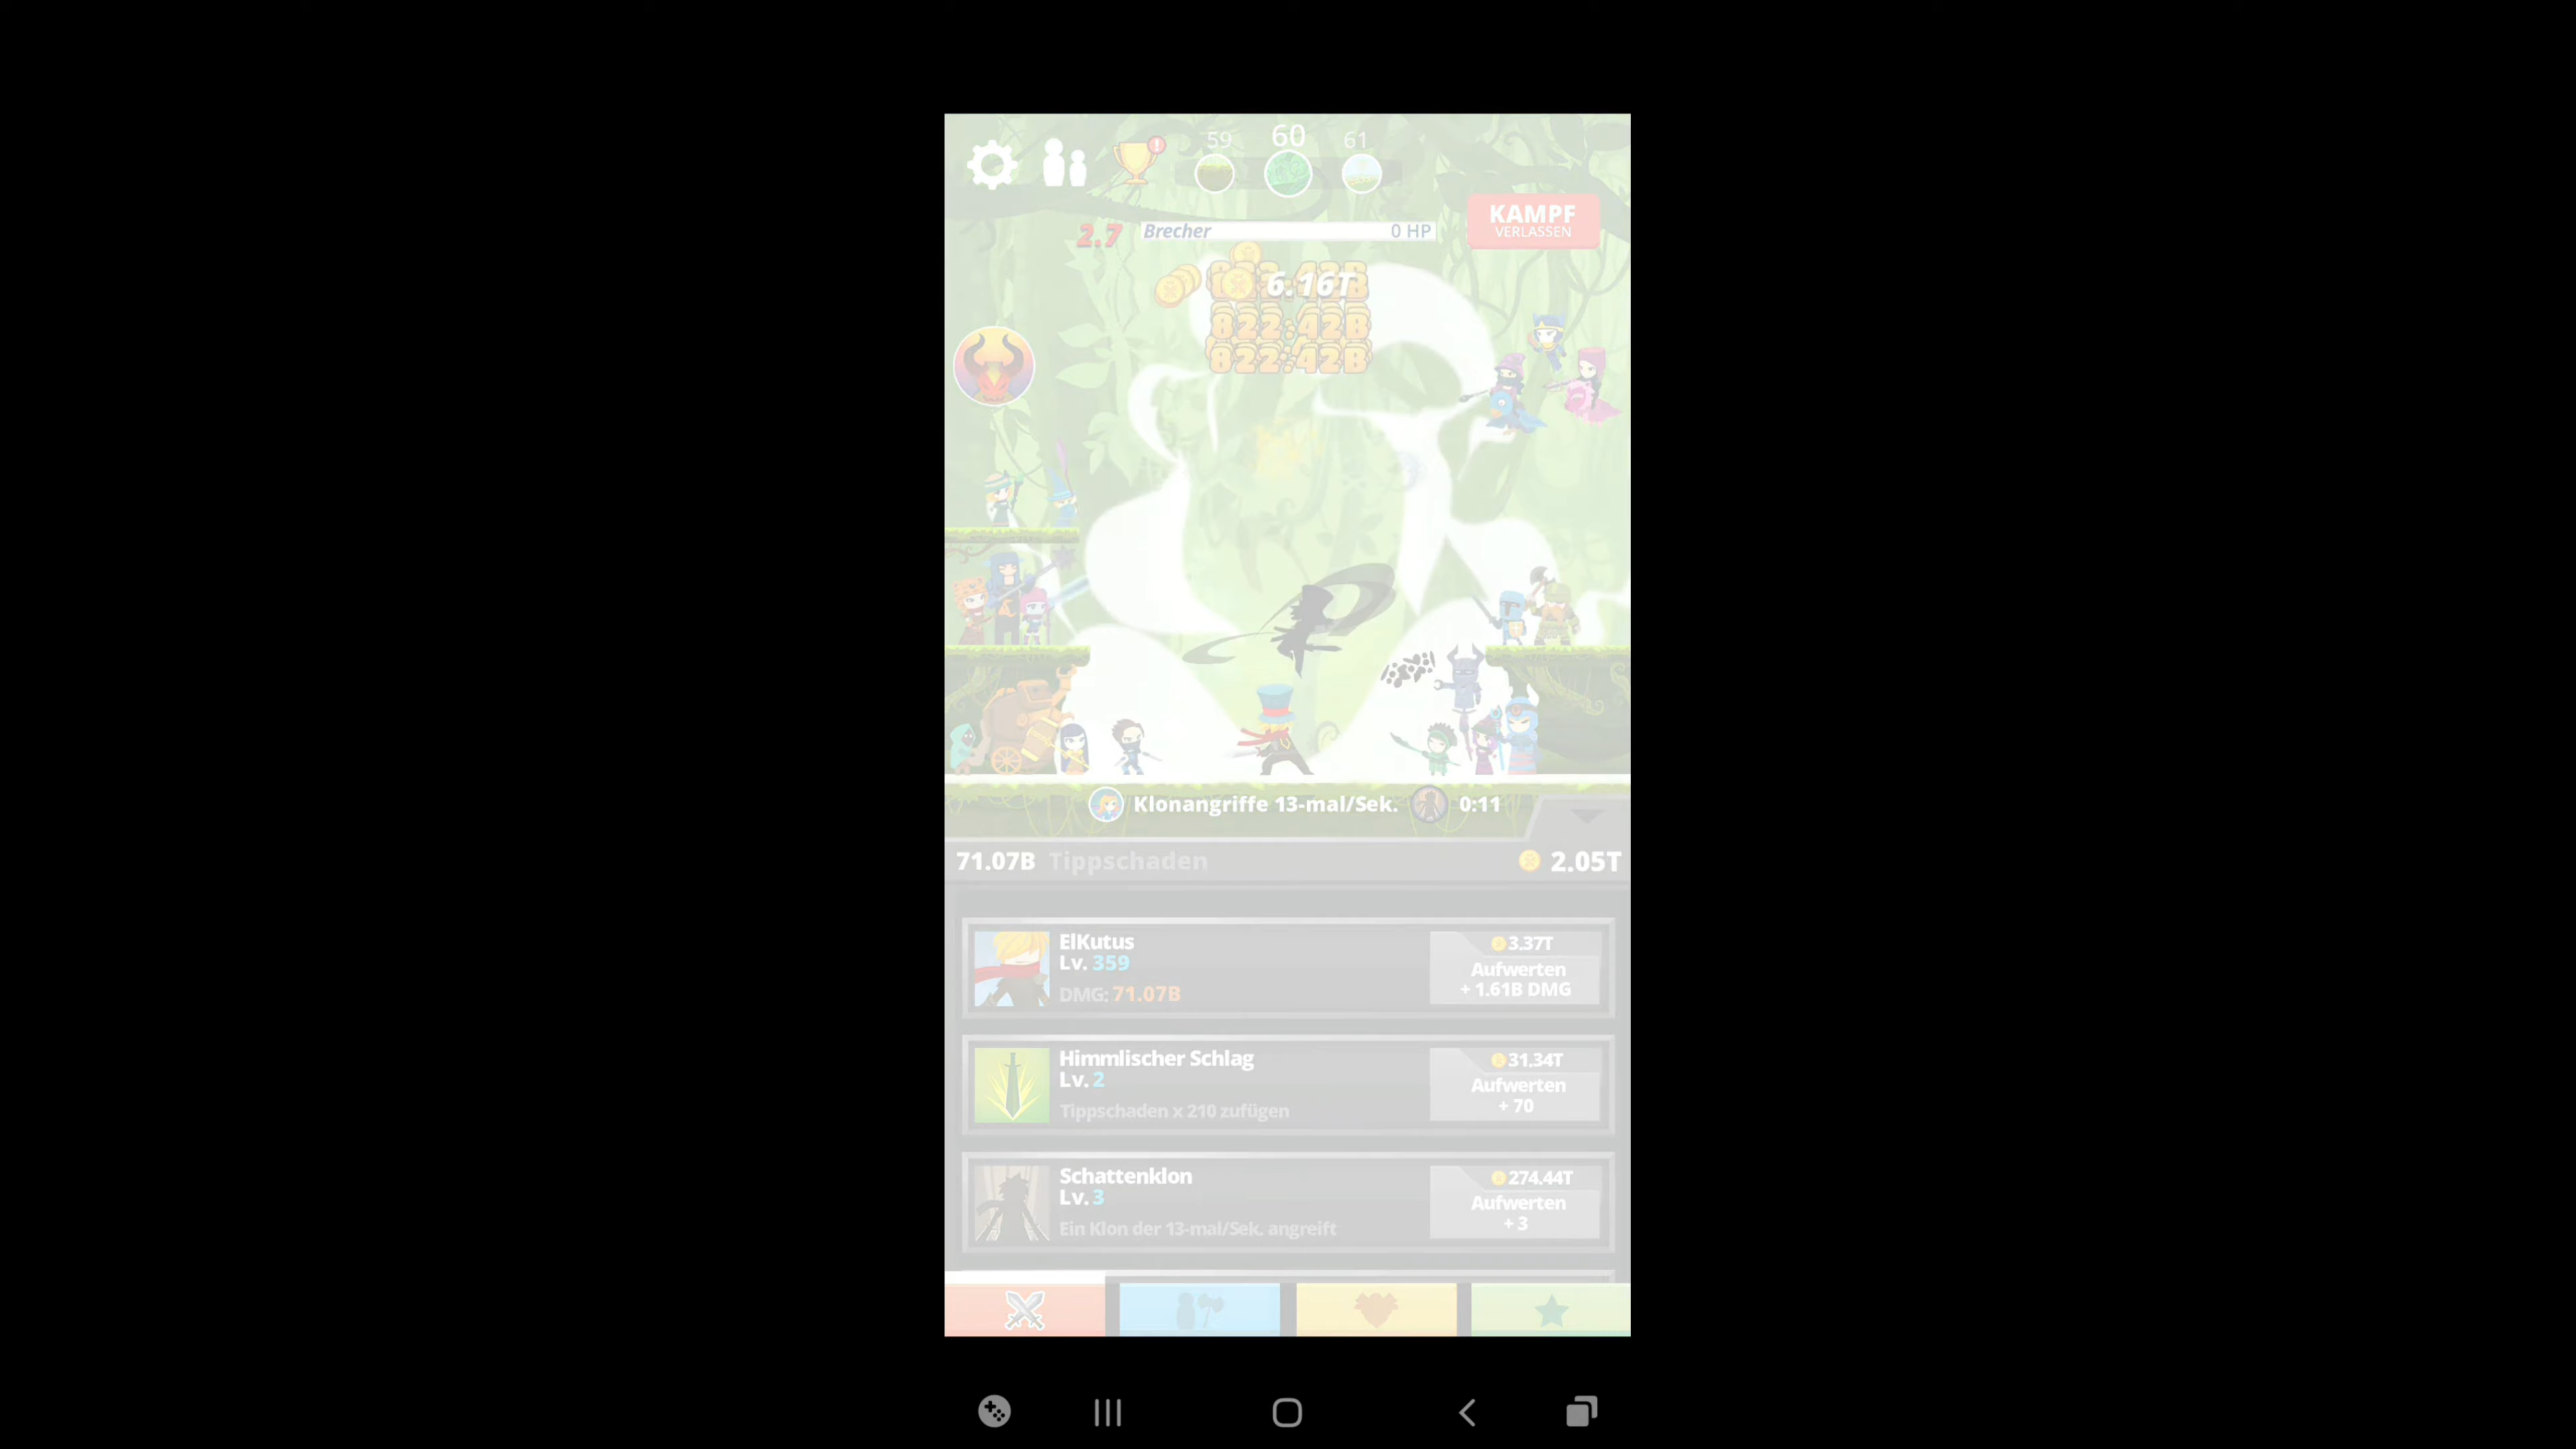 59 60 61
KAMPF
VERLASSEN
2.7 Brecher 0 HP
6.16T
822.42B
822.42B
Klonangriffe 13-mal/Sek. 0:11
71.07B Tippschaden 2.05T
ElKutus
Lv. 359
DMG: 71.07B
3.37T
Aufwerten
+ 1.61B DMG
Himmlischer Schlag
Lv. 2
Tippschaden x 210 zufügen
31.34T
Aufwerten
+ 70
Schattenklon
Lv. 3
Ein Klon der 13-mal/Sek. angreift
274.44T
Aufwerten
+ 3